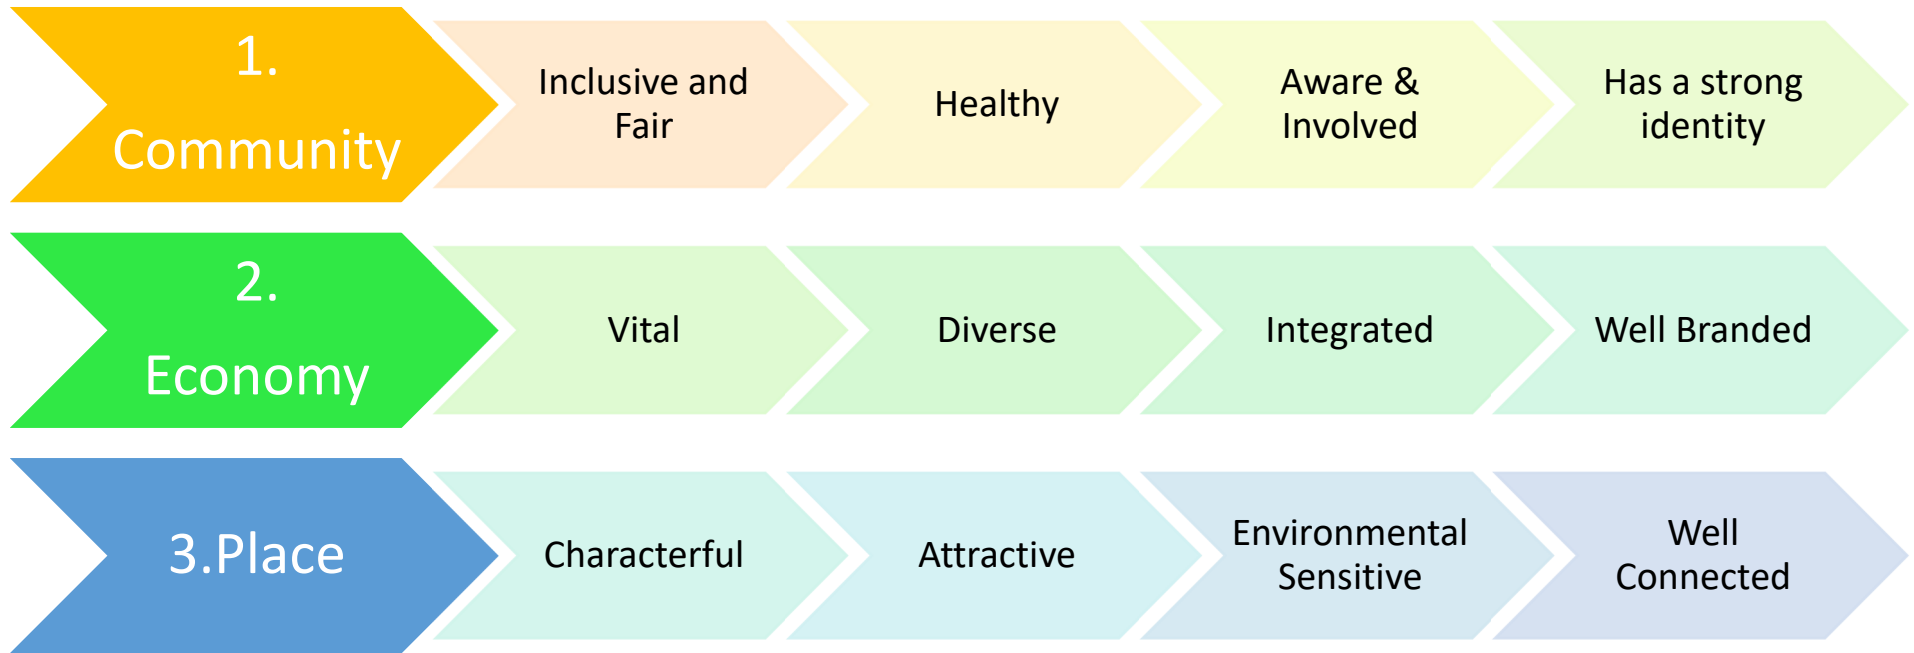 1.
Community
Inclusive and
Fair
Healthy
Aware &
Involved
Has a strong
identity
2.
Economy
Vital
Diverse
Integrated
Well Branded
3.Place
Characterful
Attractive
Environmental
Sensitive
Well
Connected